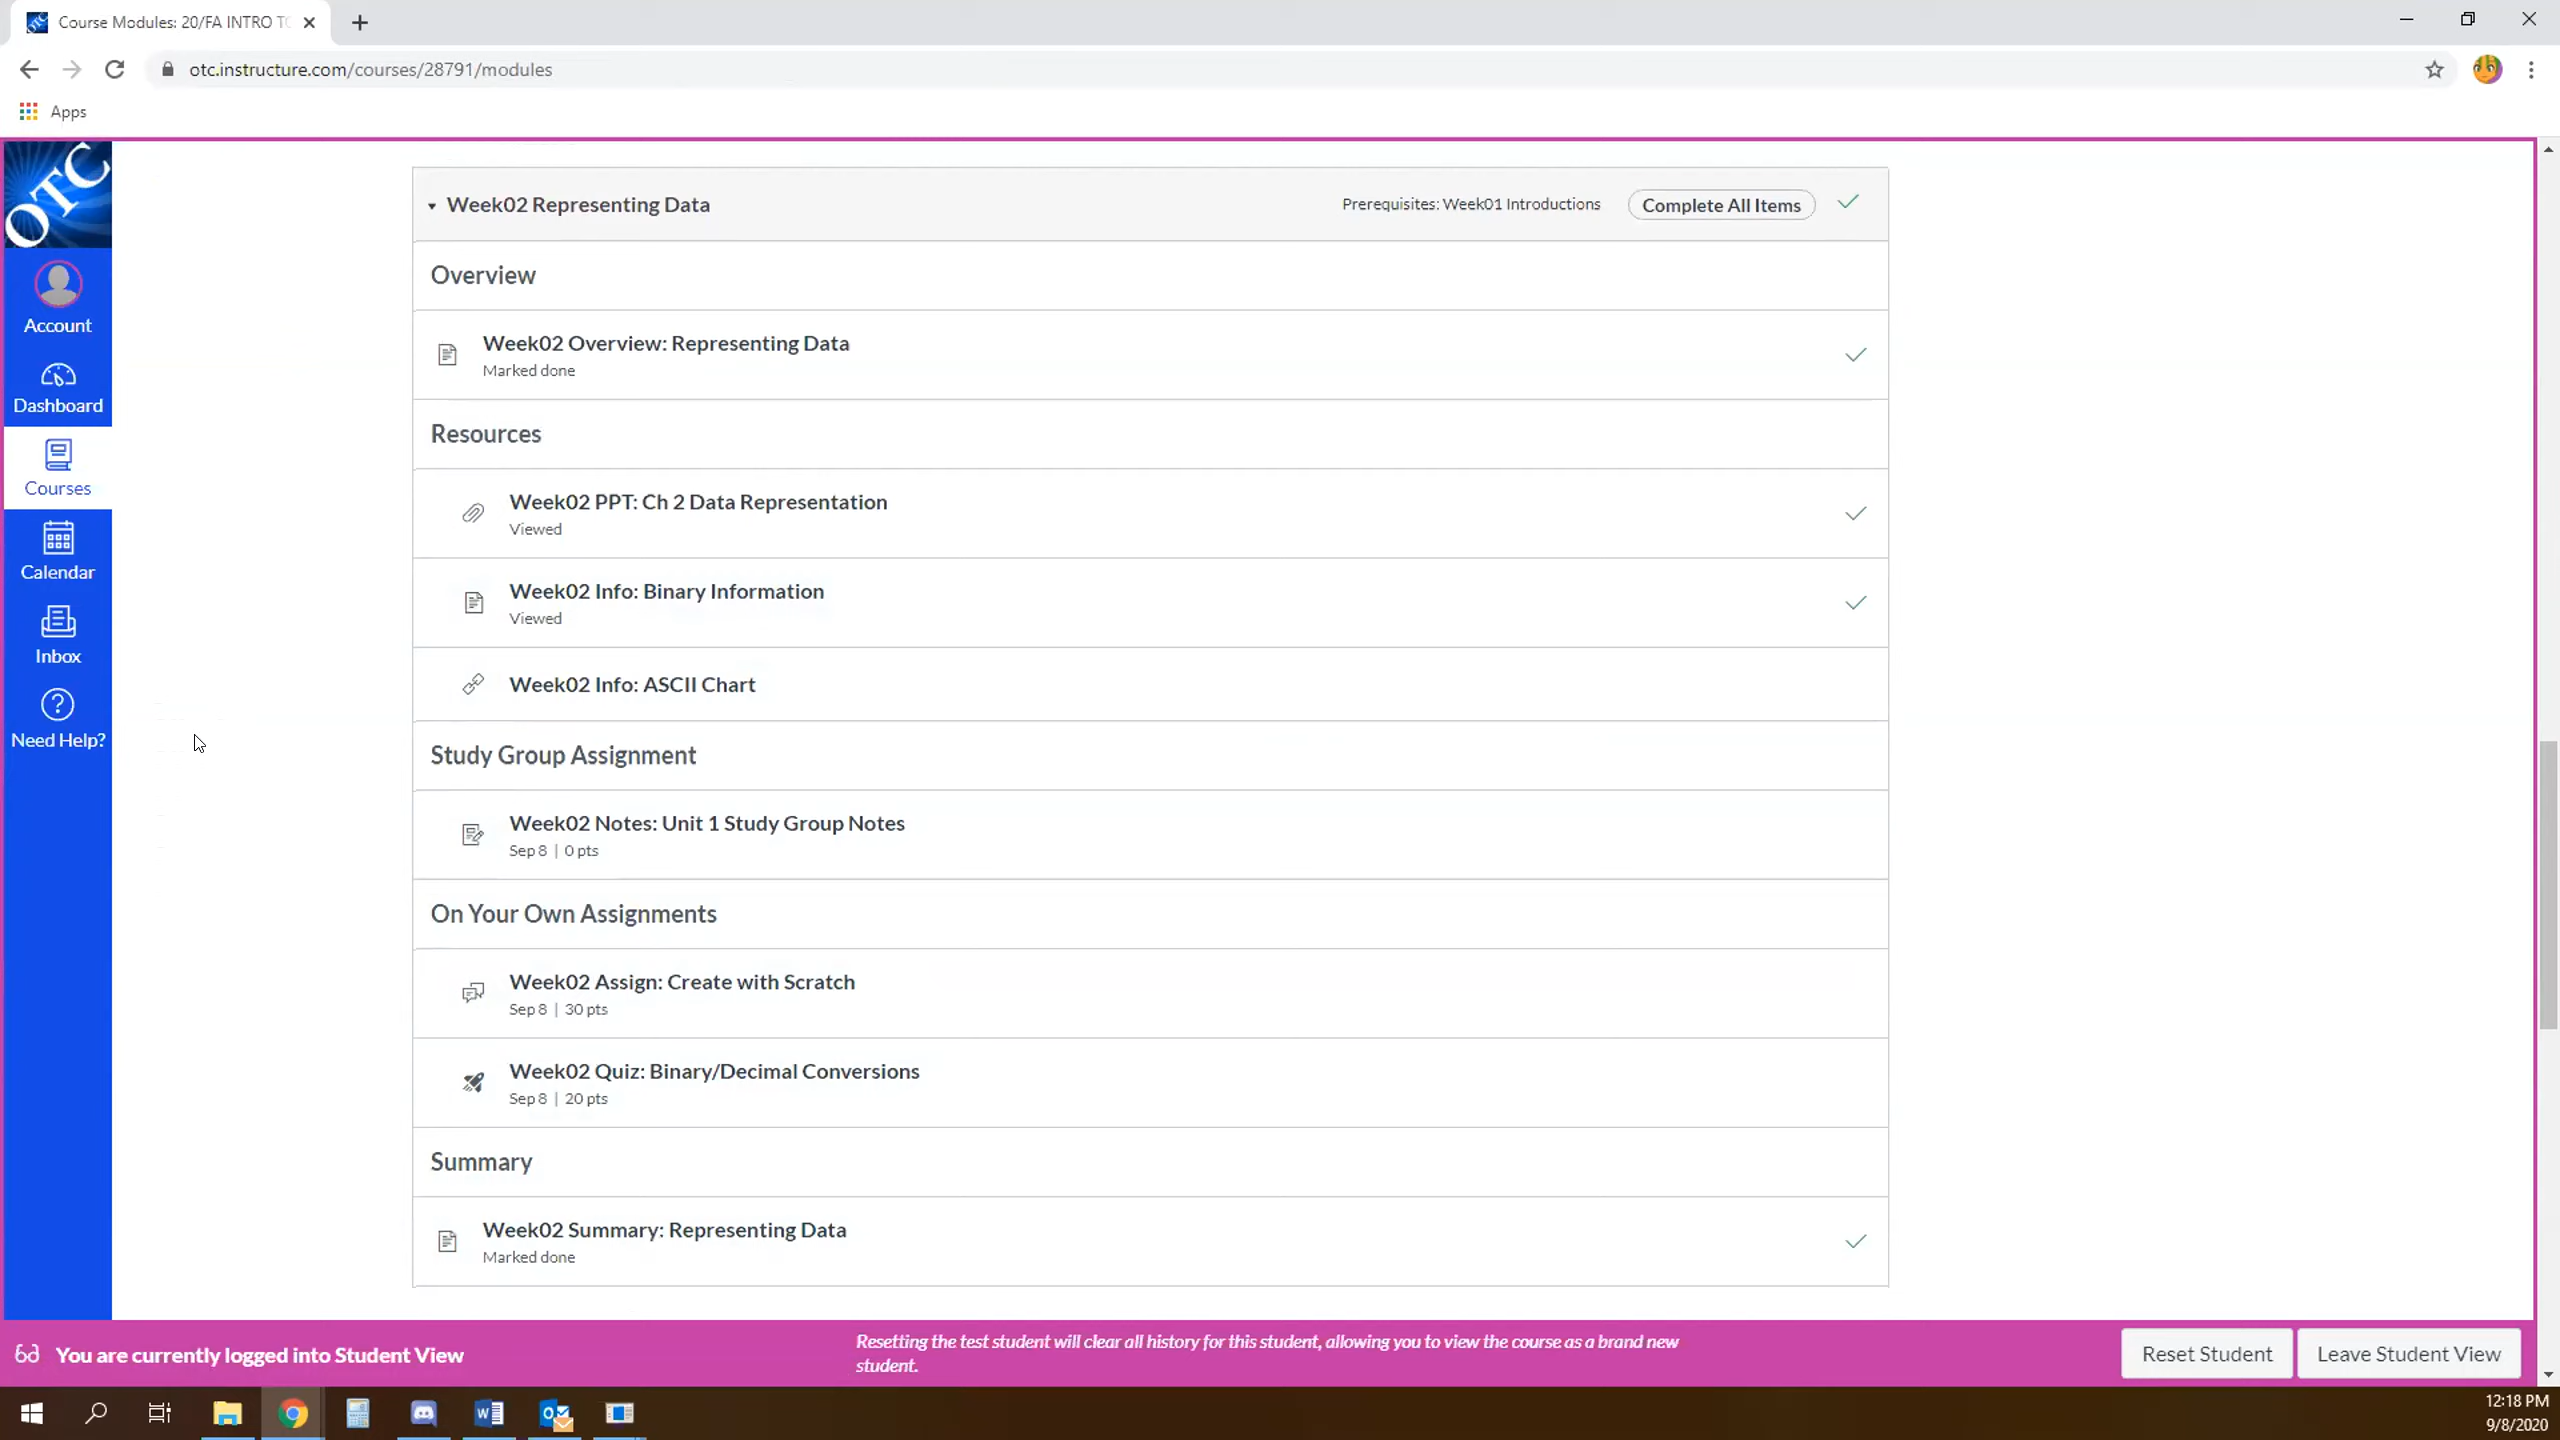 Course Modules: 20/FA INTRO TO
otc.instructure.com/courses/28791/modules
Apps
OTC
Account
Dashboard
Courses
Calendar
Inbox
Need Help?
Week02 Representing Data
Prerequisites: Week01 Introductions
Complete All Items
Overview
Week02 Overview: Representing Data
Marked done
Resources
Week02 PPT: Ch 2 Data Representation
Viewed
Week02 Info: Binary Information
Viewed
Week02 Info: ASCII Chart
Study Group Assignment
Week02 Notes: Unit 1 Study Group Notes
Sep 8 | 0 pts
On Your Own Assignments
Week02 Assign: Create with Scratch
Sep 8 | 30 pts
Week02 Quiz: Binary/Decimal Conversions
Sep 8 | 20 pts
Summary
Week02 Summary: Representing Data
Marked done
You are currently logged into Student View
Resetting the test student will clear all history for this student, allowing you to view the course as a brand new
student.
Reset Student
Leave Student View
12:18 PM
9/8/2020